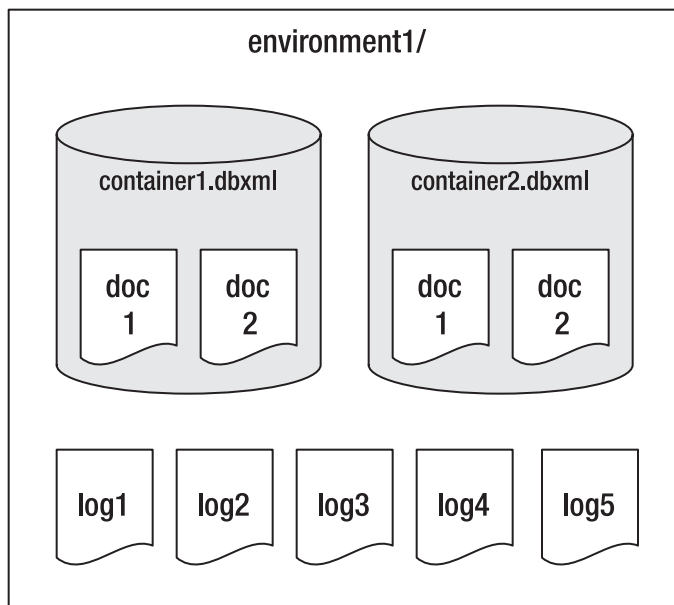 environment1/
container1.dbxml
container2.dbxml
doc
1
doc
2
doc
1
doc
2
log1
log2
log3
log4
log5